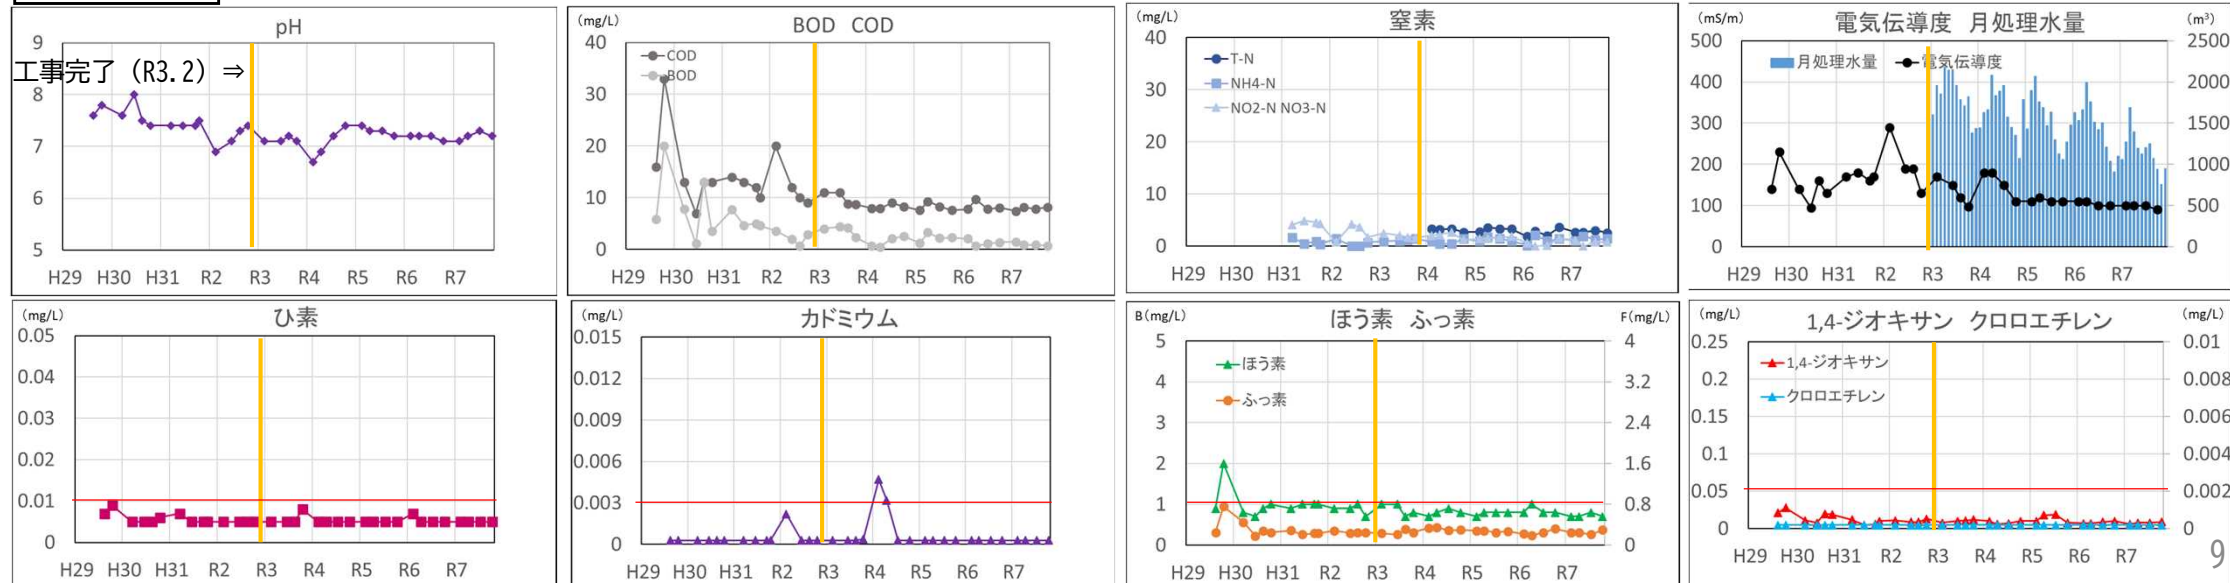 pH
工事完了（R3.2）⇒
9
8
7
6
5
H29 H30 H31 R2 R3 R4 R5 R6 R7
(mg/L)
BOD COD
COD
BOD
40
30
20
10
0
H29 H30 H31 R2 R3 R4 R5 R6 R7
(mg/L)
窒素
T-N
NH4-N
NO2-N NO3-N
40
30
20
10
0
H29 H30 H31 R2 R3 R4 R5 R6 R7
(mS/m)
電気伝導度 月処理水量
(m³)
月処理水量 電気伝導度
500
400
300
200
100
0
2500
2000
1500
1000
500
0
H29 H30 H31 R2 R3 R4 R5 R6 R7
(mg/L)
ひ素
0.05
0.04
0.03
0.02
0.01
0
H29 H30 H31 R2 R3 R4 R5 R6 R7
(mg/L)
カドミウム
0.015
0.012
0.009
0.006
0.003
0
H29 H30 H31 R2 R3 R4 R5 R6 R7
B(mg/L)
ほう素 ふっ素
F(mg/L)
ほう素
ふっ素
5
4
3
2
1
0
4
3.2
2.4
1.6
0.8
0
H29 H30 H31 R2 R3 R4 R5 R6 R7
(mg/L)
1,4-ジオキサン クロロエチレン
(mg/L)
1,4-ジオキサン
クロロエチレン
0.25
0.2
0.15
0.1
0.05
0
0.01
0.008
0.006
0.004
0.002
0
H29 H30 H31 R2 R3 R4 R5 R6 R7
9